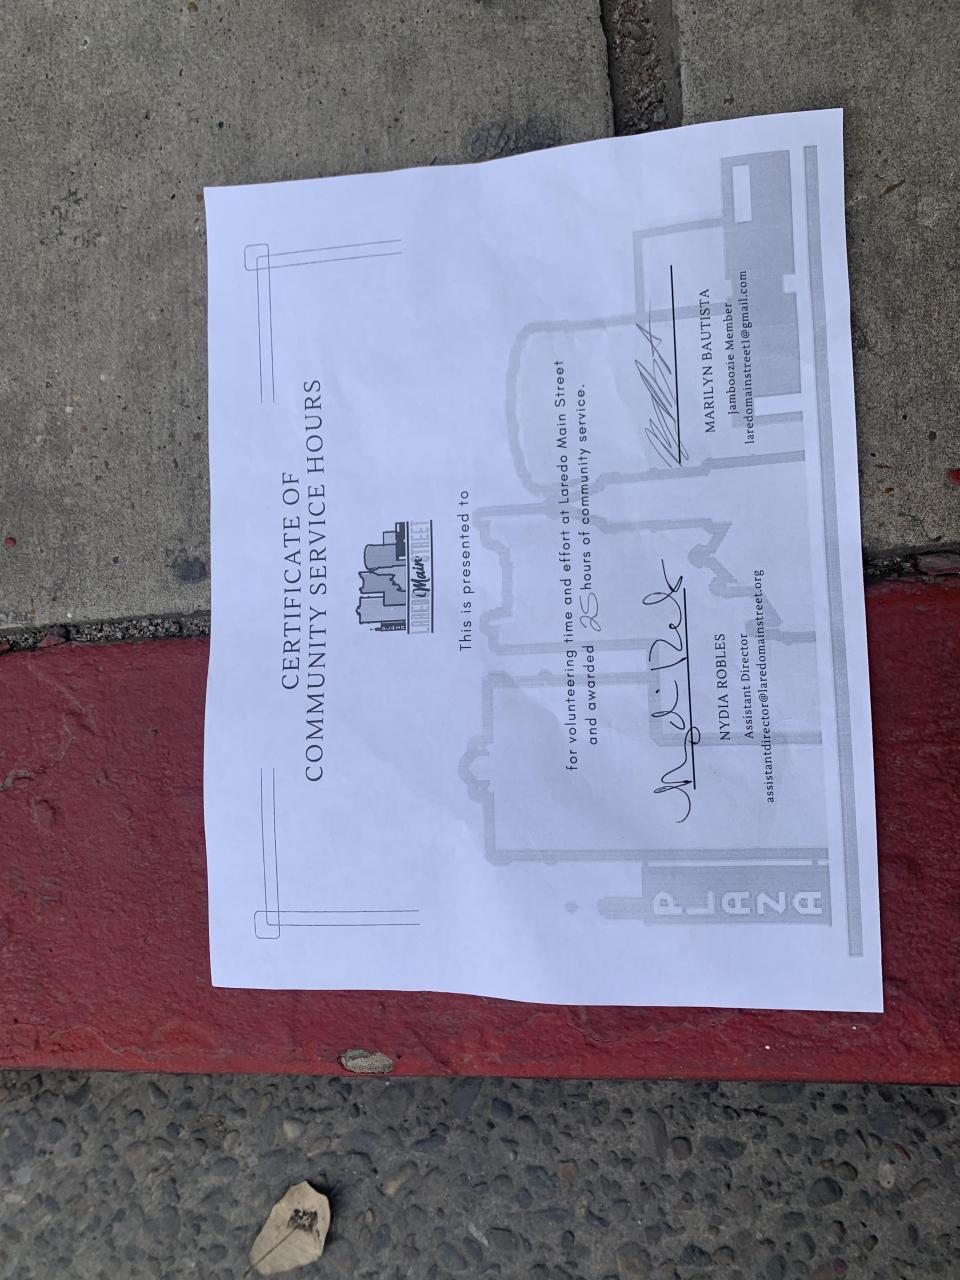 CERTIFICATE OF
COMMUNITY SERVICE HOURS
PLAZA
LAREDO Main STREET
This is presented to
for volunteering time and effort at Laredo Main Street
and awarded 25 hours of community service.
NYDIA ROBLES
Assistant Director
assistantdirector@laredomainstreet.org
MARILYN BAUTISTA
Jamboozie Member
laredomainstreet1@gmail.com
PLAZA